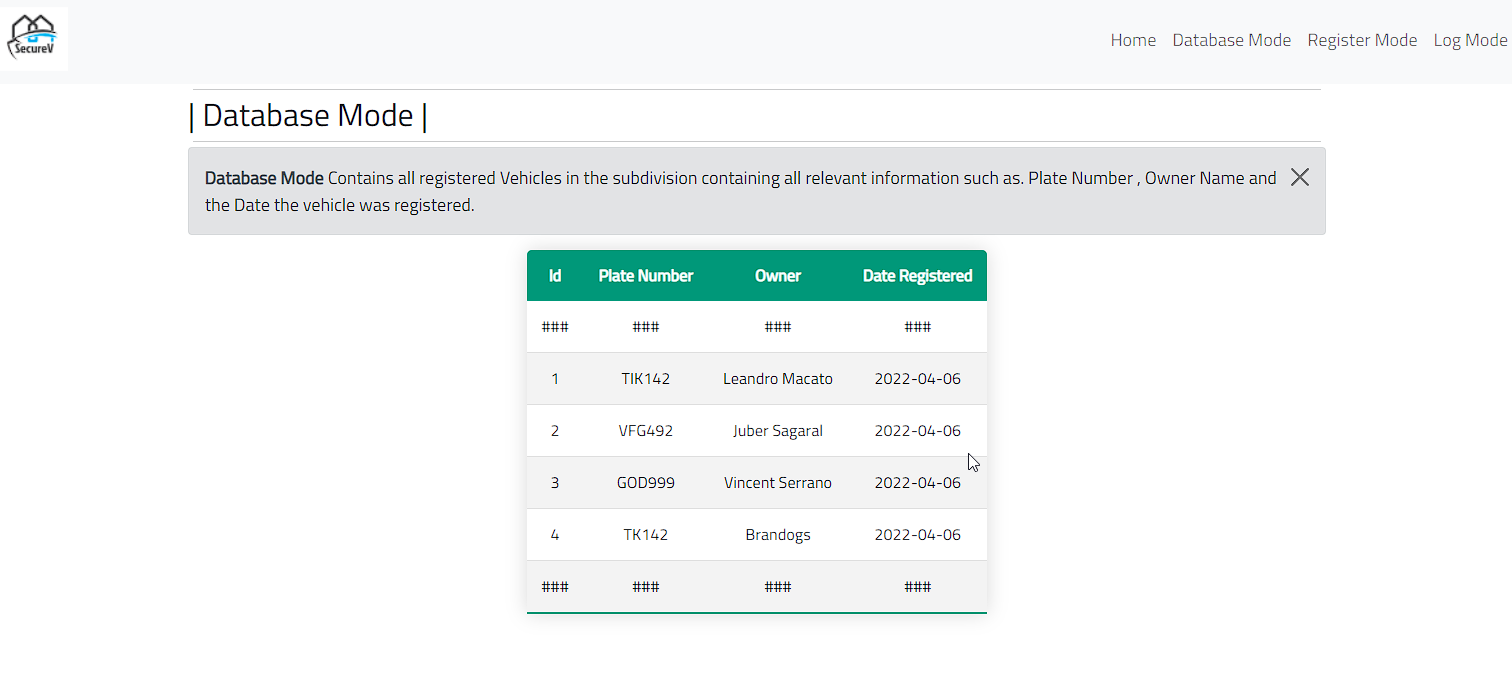 SecureV
Home Database Mode Register Mode Log Mode
| Database Mode |
Database Mode Contains all registered Vehicles in the subdivision containing all relevant information such as. Plate Number , Owner Name and
the Date the vehicle was registered.
Id Plate Number Owner Date Registered
### ### ### ###
1 TIK142 Leandro Macato 2022-04-06
2 VFG492 Juber Sagaral 2022-04-06
3 GOD999 Vincent Serrano 2022-04-06
4 TK142 Brandogs 2022-04-06
### ### ### ###